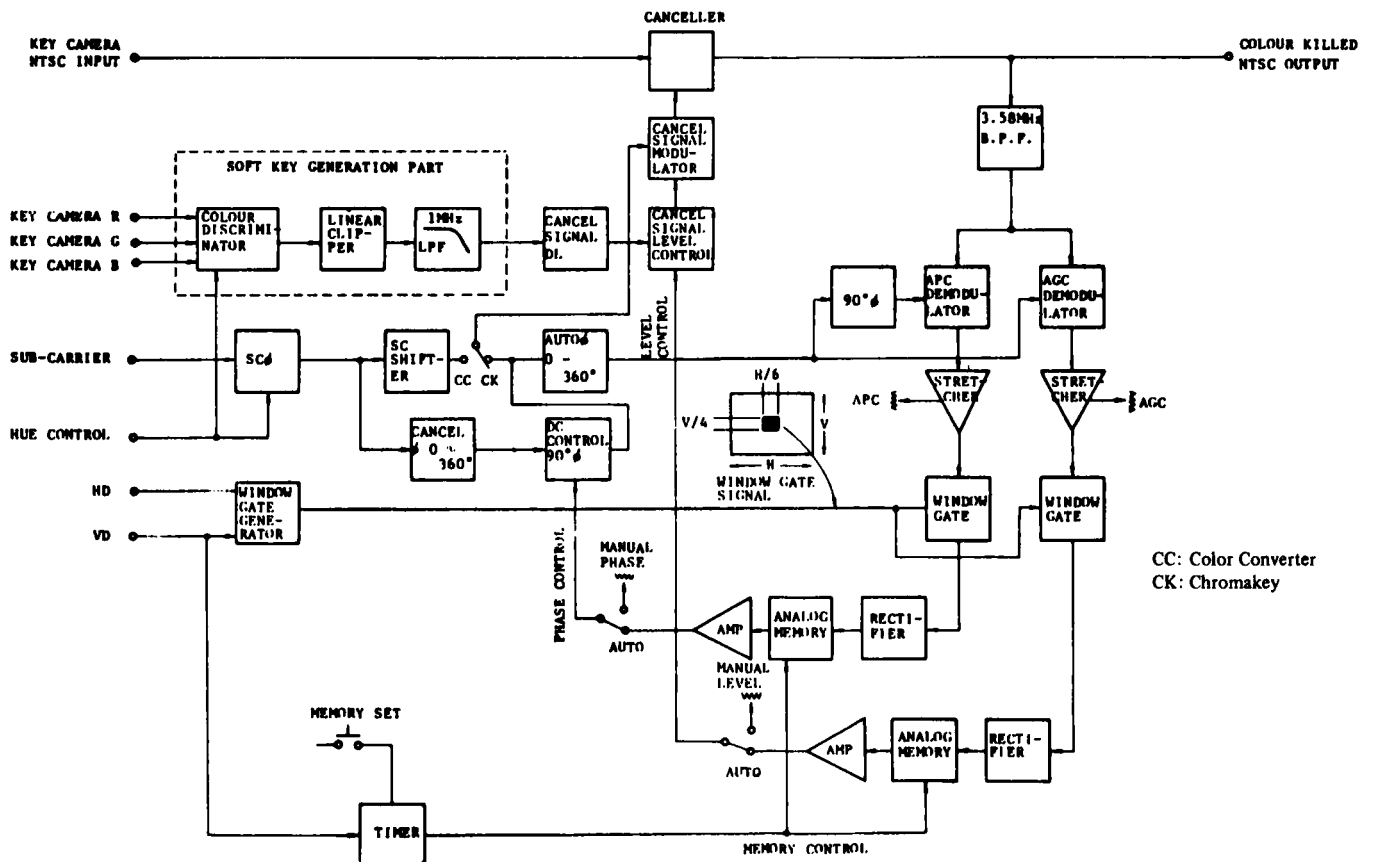 CANCELLER
KEY CAMERA
NTSC INPUT
COLOUR KILLED
NTSC OUTPUT
3.58MHz
B.P.F.
CANCEL
SIGNAL
MODU-
LATOR
SOFT KEY GENERATION PART
KEY CAMERA R
KEY CAMERA G
KEY CAMERA B
COLOUR
DISCRIMI-
NATOR
LINEAR
CLIP-
PER
1MHz
LPF
CANCEL
SIGNAL
DL
CANCEL
SIGNAL
LEVEL
CONTROL
90°φ
APC
DEMODU-
LATOR
AGC
DEMODU-
LATOR
LEVEL
CONTROL
SUB-CARRIER
SCφ
SC
SHIFT-
ER
CC
CK
AUTOφ
0 -
360°
STRET-
CHER
STRET-
CHER
APC
AGC
H/6
V/4
V
H
WINDOW GATE
SIGNAL
HUE CONTROL
CANCEL
φ 0 ~
360°
DC
CONTROL
90°φ
HD
VD
WINDOW
GATE
GENE-
RATOR
WINDOW
GATE
WINDOW
GATE
CC: Color Converter
CK: Chromakey
PHASE CONTROL
MANUAL
PHASE
AUTO
AMP
ANALOG
MEMORY
RECTI-
FIER
MANUAL
LEVEL
AUTO
AMP
ANALOG
MEMORY
RECTI-
FIER
MEMORY SET
TIMER
MEMORY CONTROL